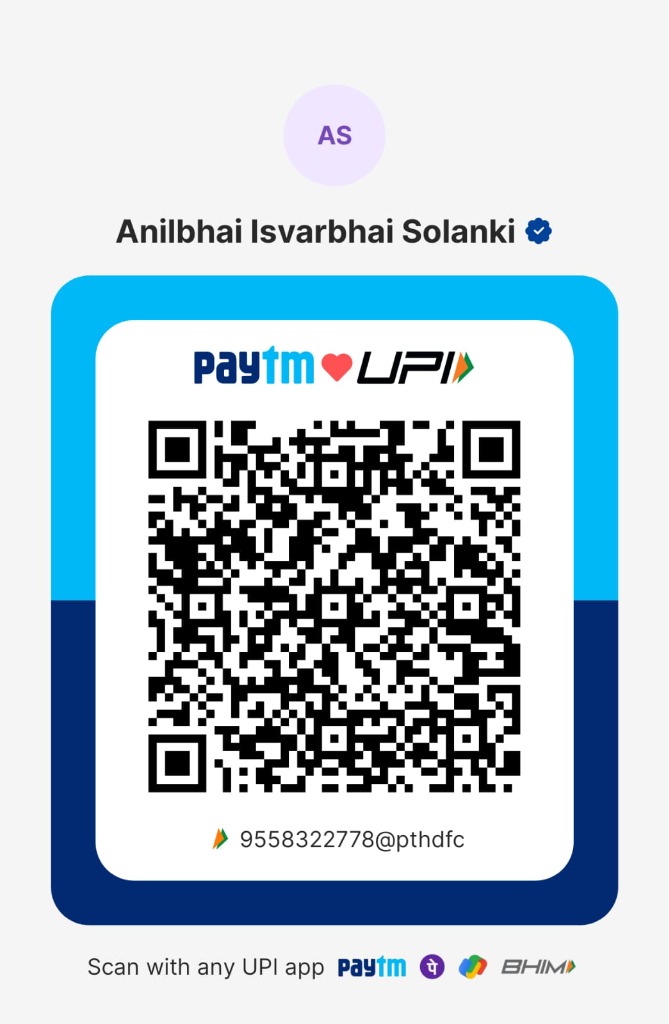 AS
Anilbhai Isvarbhai Solanki
paytm UPI
9558322778@pthdfc
Scan with any UPI app paytm पे BHIM